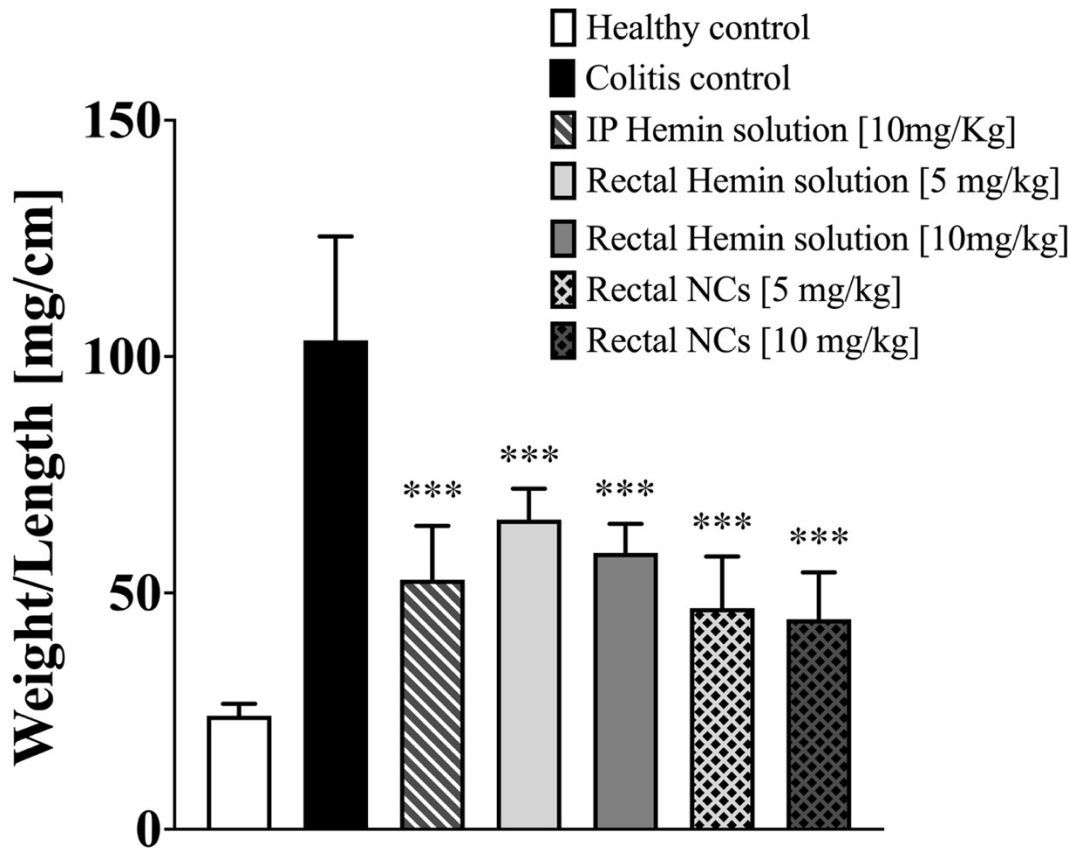 Healthy control
Colitis control
IP Hemin solution [10mg/Kg]
Rectal Hemin solution [5 mg/kg]
Rectal Hemin solution [10mg/kg]
Rectal NCs [5 mg/kg]
Rectal NCs [10 mg/kg]
Weight/Length [mg/cm]
150
100
50
0
***
***
***
***
***